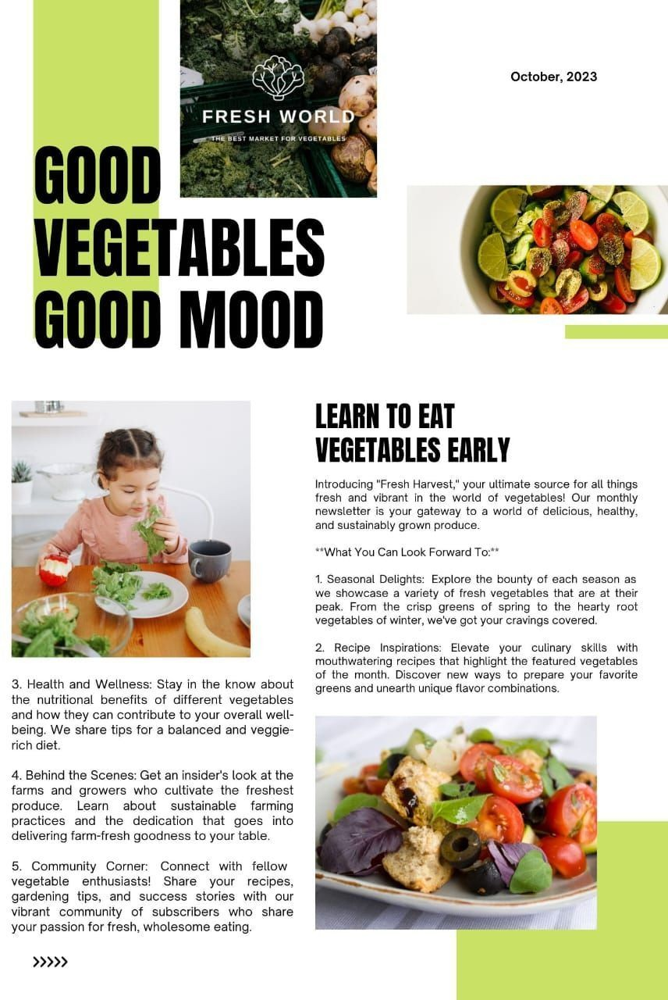 FRESH WORLD
THE BEST MARKET FOR VEGETABLES
October, 2023
GOOD
VEGETABLES
GOOD MOOD
LEARN TO EAT
VEGETABLES EARLY
Introducing "Fresh Harvest," your ultimate source for all things
fresh and vibrant in the world of vegetables! Our monthly
newsletter is your gateway to a world of delicious, healthy,
and sustainably grown produce.
**What You Can Look Forward To:**
1. Seasonal Delights: Explore the bounty of each season as
we showcase a variety of fresh vegetables that are at their
peak. From the crisp greens of spring to the hearty root
vegetables of winter, we've got your cravings covered.
2. Recipe Inspirations: Elevate your culinary skills with
mouthwatering recipes that highlight the featured vegetables
of the month. Discover new ways to prepare your favorite
greens and unearth unique flavor combinations.
3. Health and Wellness: Stay in the know about
the nutritional benefits of different vegetables
and how they can contribute to your overall well-
being. We share tips for a balanced and veggie-
rich diet.
4. Behind the Scenes: Get an insider's look at the
farms and growers who cultivate the freshest
produce. Learn about sustainable farming
practices and the dedication that goes into
delivering farm-fresh goodness to your table.
5. Community Corner: Connect with fellow
vegetable enthusiasts! Share your recipes,
gardening tips, and success stories with our
vibrant community of subscribers who share
your passion for fresh, wholesome eating.